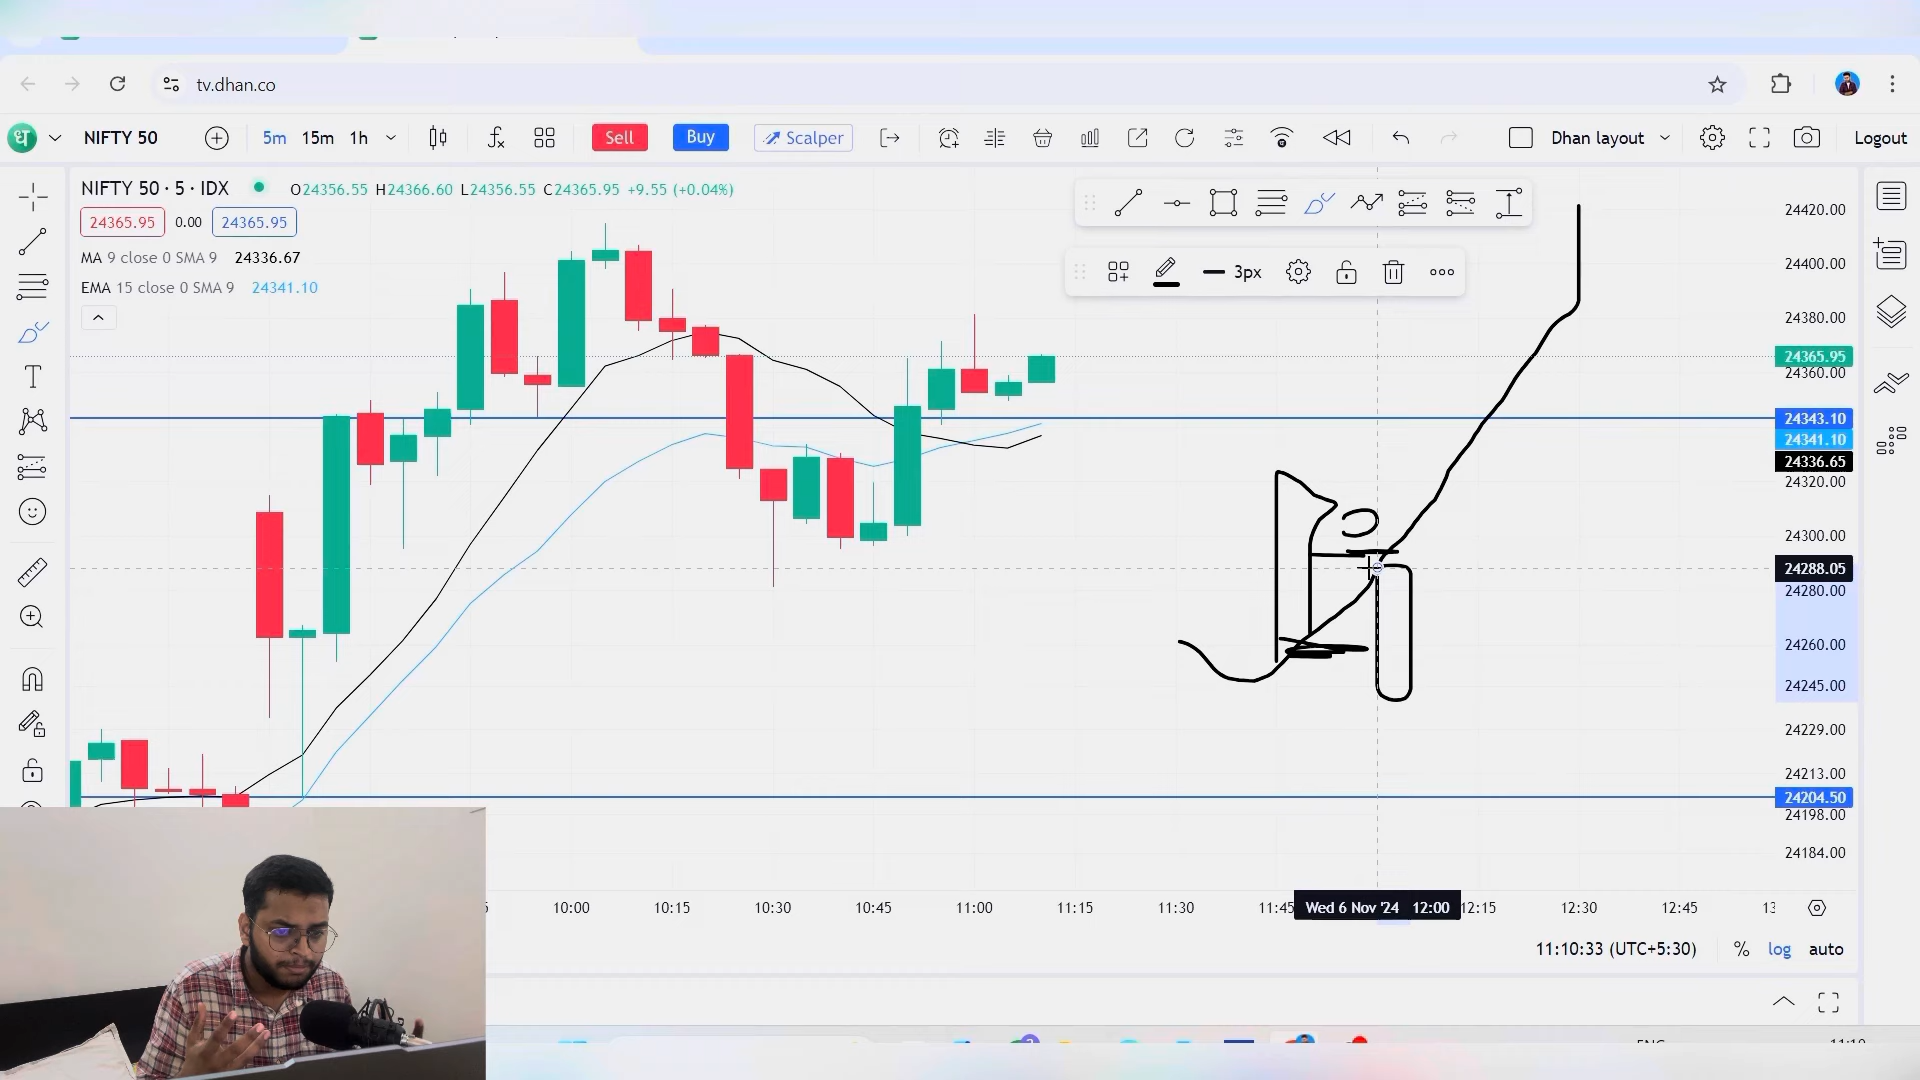 tv.dhan.co
ध NIFTY 50 5m 15m 1h Sell Buy Scalper Dhan layout Logout
NIFTY 50 · 5 · IDX O24356.55 H24366.60 L24356.55 C24365.95 +9.55 (+0.04%)
24365.95 0.00 24365.95
MA 9 close 0 SMA 9 24336.67
EMA 15 close 0 SMA 9 24341.10
3px
24420.00
24400.00
24380.00
24365.95
24360.00
24343.10
24341.10
24336.65
24320.00
24300.00
24288.05
24280.00
24260.00
24245.00
24229.00
24213.00
24204.50
24198.00
24184.00
10:00 10:15 10:30 10:45 11:00 11:15 11:30 11:45 Wed 6 Nov '24 12:00 12:15 12:30 12:45
11:10:33 (UTC+5:30) % log auto